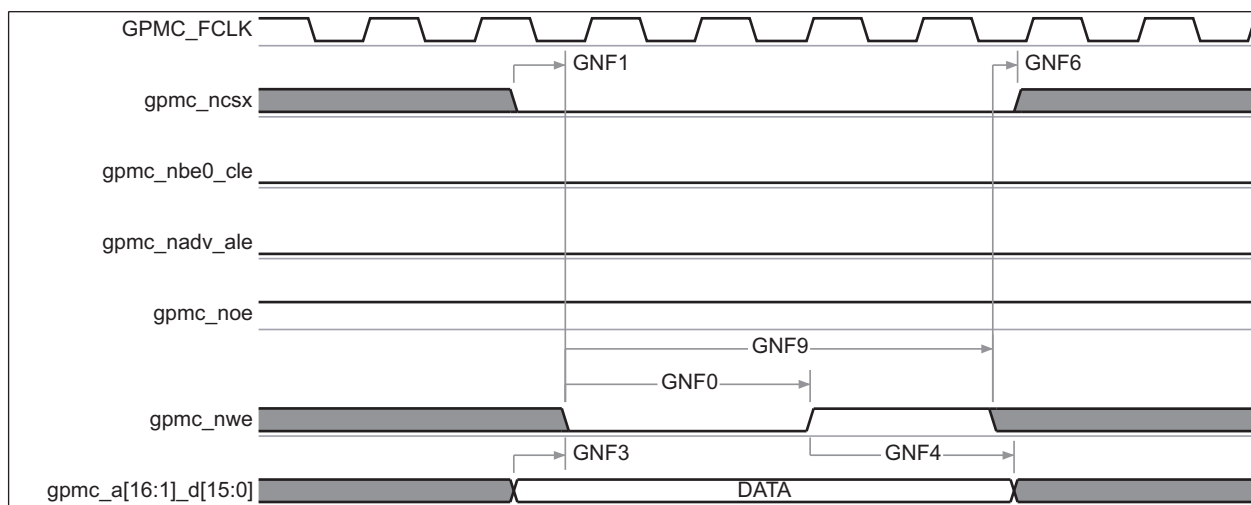 GPMC_FCLK
GNF1 GNF6
gpmc_ncsx
gpmc_nbe0_cle
gpmc_nadv_ale
gpmc_noe
GNF9
GNF0
gpmc_nwe
GNF3 GNF4
gpmc_a[16:1]_d[15:0] DATA